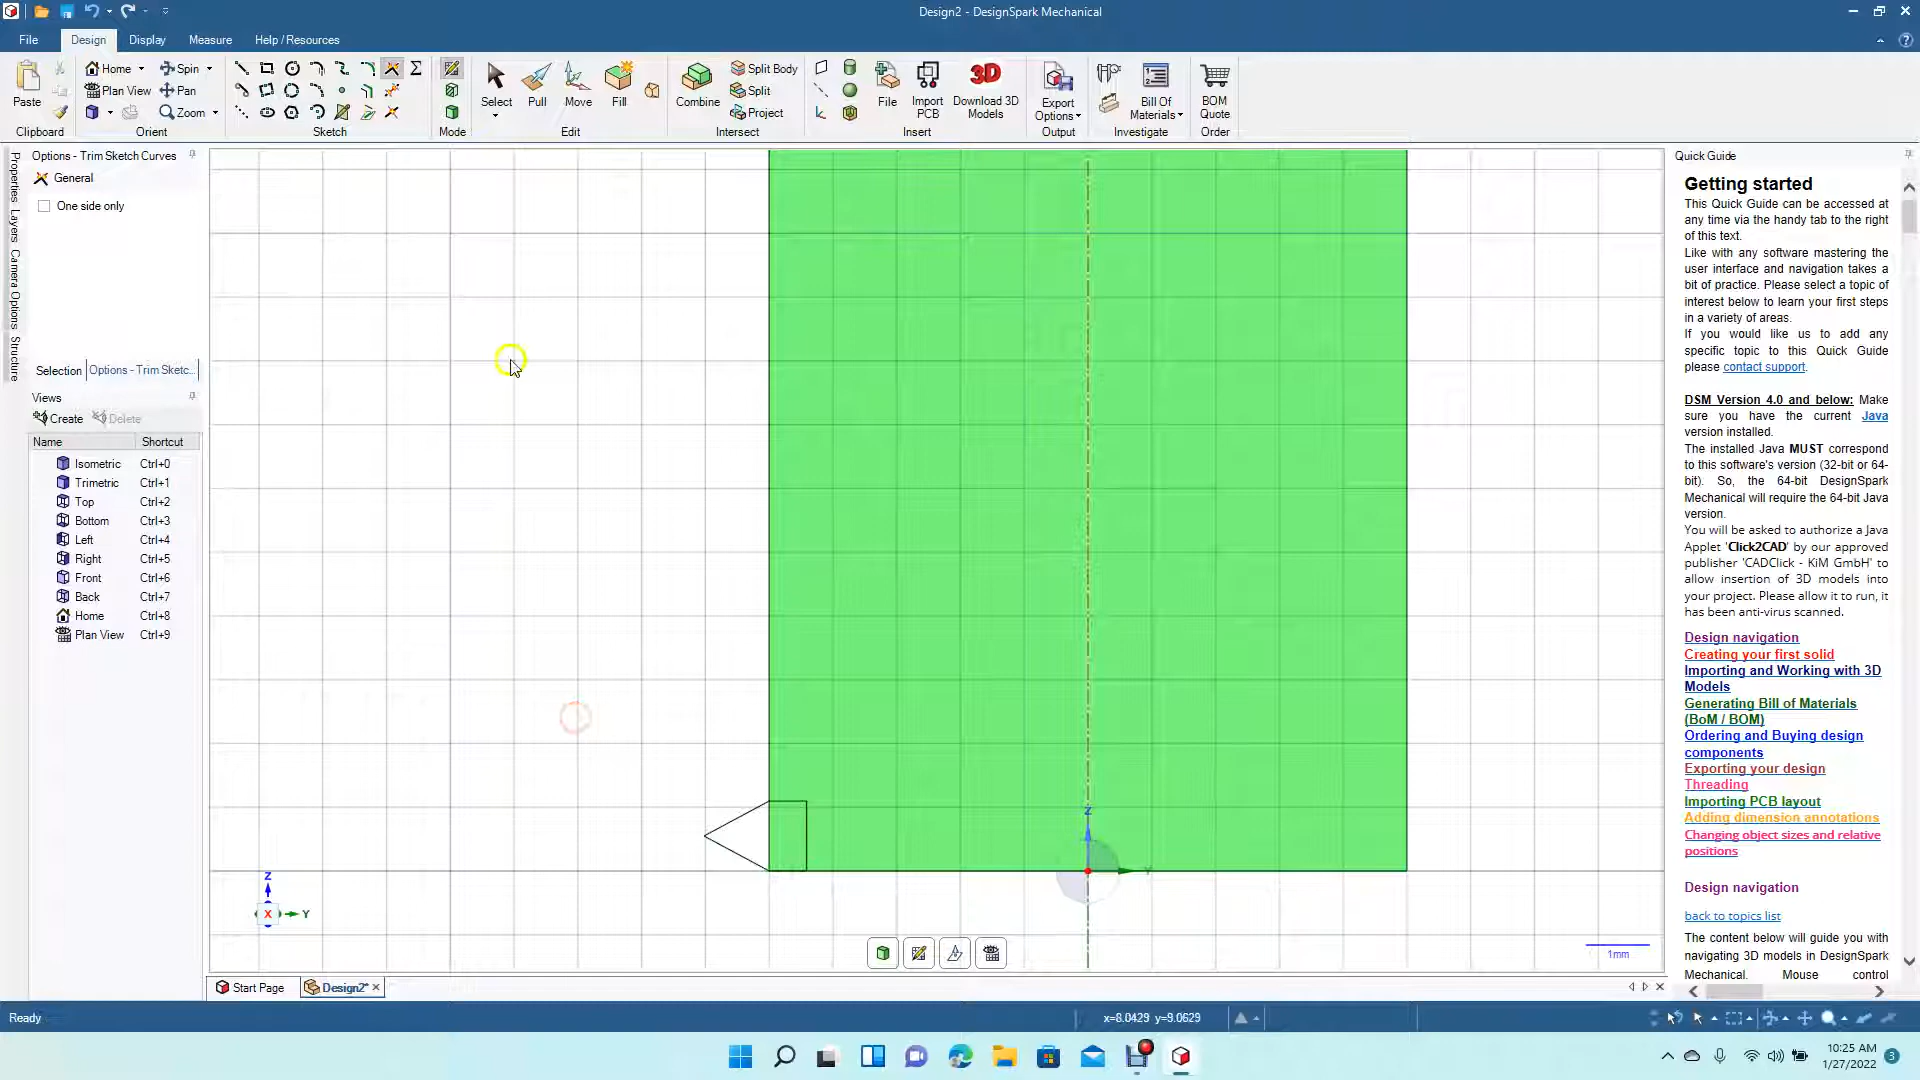 Design2 - DesignSpark Mechanical
File
Design
Display
Measure
Help / Resources
Paste
Clipboard
Home
Plan View
Spin
Pan
Zoom
Orient
Sketch
Mode
Select
Pull
Move
Fill
Edit
Combine
Split Body
Split
Project
Intersect
File
Import
PCB
Download 3D
Models
Insert
Export
Options
Output
Bill Of
Materials
Investigate
BOM
Quote
Order
Properties
Layers
Camera Options
Structure
Options - Trim Sketch Curves
General
One side only
Selection
Options - Trim Sketc...
Views
Create
Delete
Name
Shortcut
Isometric Ctrl+0
Trimetric Ctrl+1
Top Ctrl+2
Bottom Ctrl+3
Left Ctrl+4
Right Ctrl+5
Front Ctrl+6
Back Ctrl+7
Home Ctrl+8
Plan View Ctrl+9
Z
Y
Z
X
Y
1mm
Quick Guide
Getting started
This Quick Guide can be accessed at
any time via the handy tab to the right
of this text.
Like with any software mastering the
user interface and navigation takes a
bit of practice. Please select a topic of
interest below to learn your first steps
in a variety of areas.
If you would like us to add any
specific topic to this Quick Guide
please contact support.
DSM Version 4.0 and below: Make
sure you have the current Java
version installed.
The installed Java MUST correspond
to this software's version (32-bit or 64-
bit). So, the 64-bit DesignSpark
Mechanical will require the 64-bit Java
version.
You will be asked to authorize a Java
Applet 'Click2CAD' by our approved
publisher 'CADClick - KiM GmbH' to
allow insertion of 3D models into
your project. Please allow it to run, it
has been anti-virus scanned.
Design navigation
Creating your first solid
Importing and Working with 3D
Models
Generating Bill of Materials
(BoM / BOM)
Ordering and Buying design
components
Exporting your design
Threading
Importing PCB layout
Adding dimension annotations
Changing object sizes and relative
positions
Design navigation
back to topics list
The content below will guide you with
navigating 3D models in DesignSpark
Mechanical. Mouse control
Start Page
Design2*
Ready
x=8.0429 y=9.0629
10:25 AM
1/27/2022
3